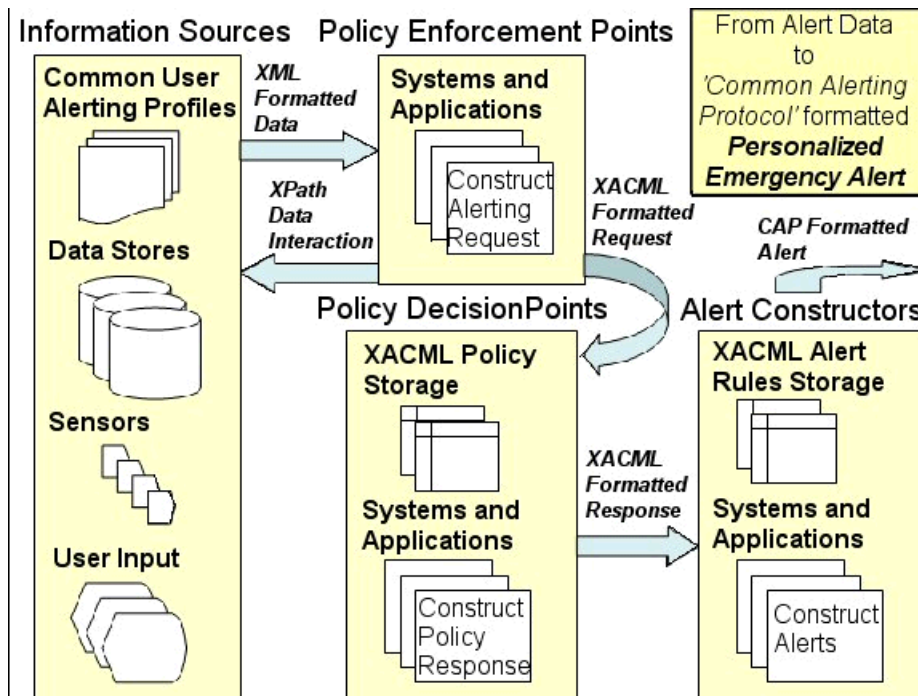 Information Sources
Common User
Alerting Profiles
Data Stores
Sensors
User Input
XML
Formatted
Data
XPath
Data
Interaction
Policy Enforcement Points
Systems and
Applications
Construct
Alerting
Request
XACML
Formatted
Request
Policy DecisionPoints
XACML Policy
Storage
Systems and
Applications
Construct
Policy
Response
XACML
Formatted
Response
From Alert Data
to
'Common Alerting
Protocol' formatted
Personalized
Emergency Alert
CAP Formatted
Alert
Alert Constructors
XACML Alert
Rules Storage
Systems and
Applications
Construct
Alerts